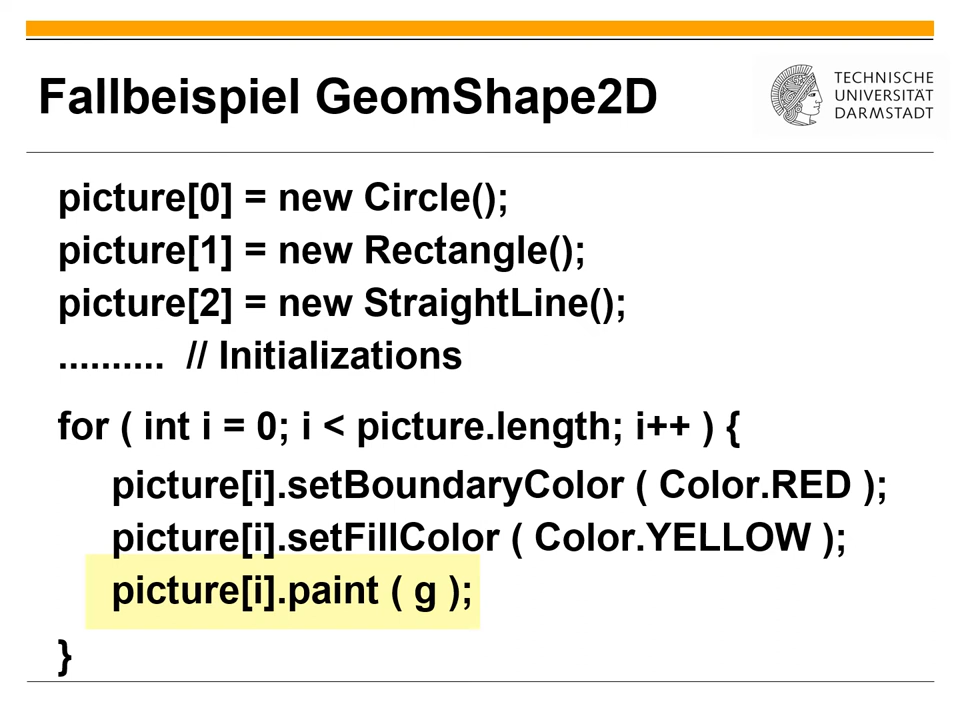 Fallbeispiel GeomShape2D
TECHNISCHE
UNIVERSITÄT
DARMSTADT
picture[0] = new Circle();
picture[1] = new Rectangle();
picture[2] = new StraightLine();
.......... // Initializations
for ( int i = 0; i < picture.length; i++ ) {
picture[i].setBoundaryColor ( Color.RED );
picture[i].setFillColor ( Color.YELLOW );
picture[i].paint ( g );
}